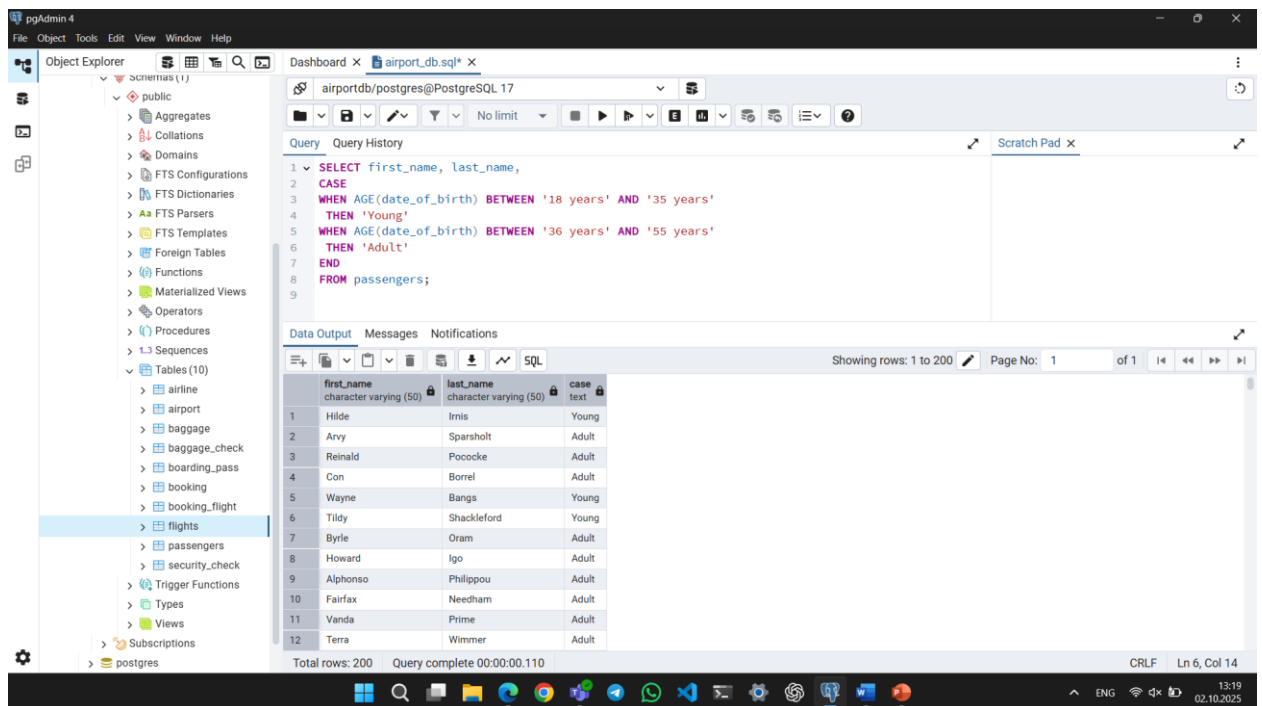 pgAdmin 4
File Object Tools Edit View Window Help
Object Explorer
Schemas (1)
public
Aggregates
Collations
Domains
FTS Configurations
FTS Dictionaries
Aa FTS Parsers
FTS Templates
Foreign Tables
Functions
Materialized Views
Operators
Procedures
1..3 Sequences
Tables (10)
airline
airport
baggage
baggage_check
boarding_pass
booking
booking_flight
flights
passengers
security_check
Trigger Functions
Types
Views
Subscriptions
postgres
Dashboard airport_db.sql*
airportdb/postgres@PostgreSQL 17
No limit
Query Query History
Scratch Pad
1 SELECT first_name, last_name,
2 CASE
3 WHEN AGE(date_of_birth) BETWEEN '18 years' AND '35 years'
4 THEN 'Young'
5 WHEN AGE(date_of_birth) BETWEEN '36 years' AND '55 years'
6 THEN 'Adult'
7 END
8 FROM passengers;
9
Data Output Messages Notifications
SQL Showing rows: 1 to 200 Page No: 1 of 1
first_name character varying (50) last_name character varying (50) case text
1 Hilde Irnis Young
2 Arvy Sparsholt Adult
3 Reinald Pococke Adult
4 Con Borrel Adult
5 Wayne Bangs Young
6 Tildy Shackleford Young
7 Byrle Oram Adult
8 Howard Igo Adult
9 Alphonso Philippou Adult
10 Fairfax Needham Adult
11 Vanda Prime Adult
12 Terra Wimmer Adult
Total rows: 200 Query complete 00:00:00.110 CRLF Ln 6, Col 14
ENG 13:19
02.10.2025